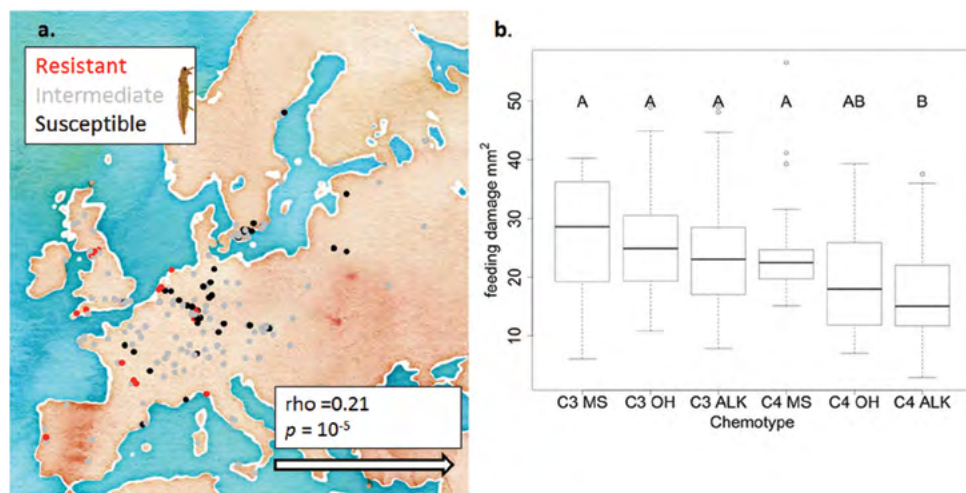 a.
Resistant
Intermediate
Susceptible
rho =0.21
p = 10⁻⁵
b.
A A A A AB B
feeding damage mm²
50
40
30
20
10
C3 MS C3 OH C3 ALK C4 MS C4 OH C4 ALK
Chemotype